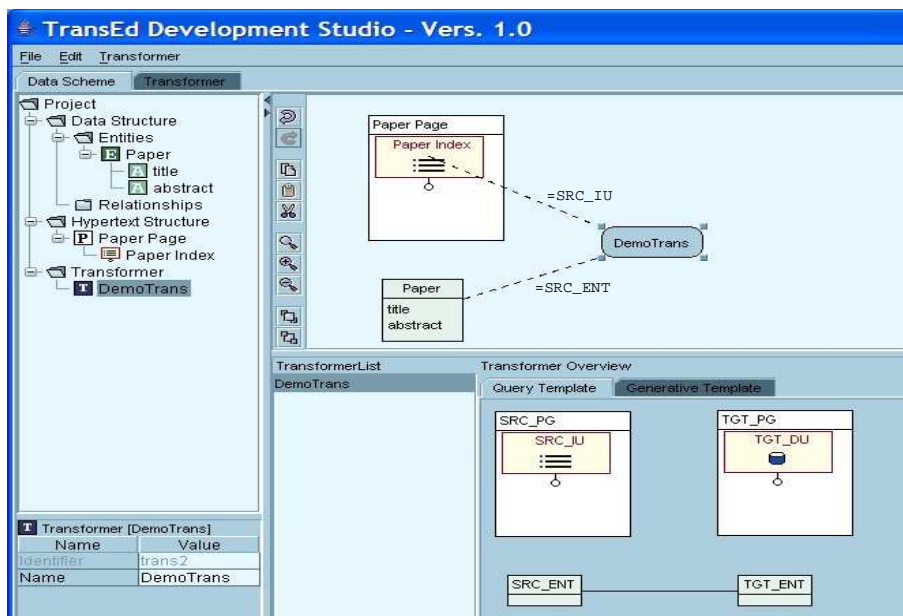 TransEd Development Studio - Vers. 1.0
File Edit Transformer
Data Scheme Transformer
Project
Data Structure
Entities
E Paper
A title
A abstract
Relationships
Hypertext Structure
P Paper Page
Paper Index
Transformer
T DemoTrans
Paper Page
Paper Index
=SRC_IU
DemoTrans
=SRC_ENT
Paper
title
abstract
TransformerList
DemoTrans
Transformer Overview
Query Template Generative Template
SRC_PG
SRC_IU
TGT_PG
TGT_DU
SRC_ENT
TGT_ENT
T Transformer [DemoTrans]
Name Value
Identifier trans2
Name DemoTrans